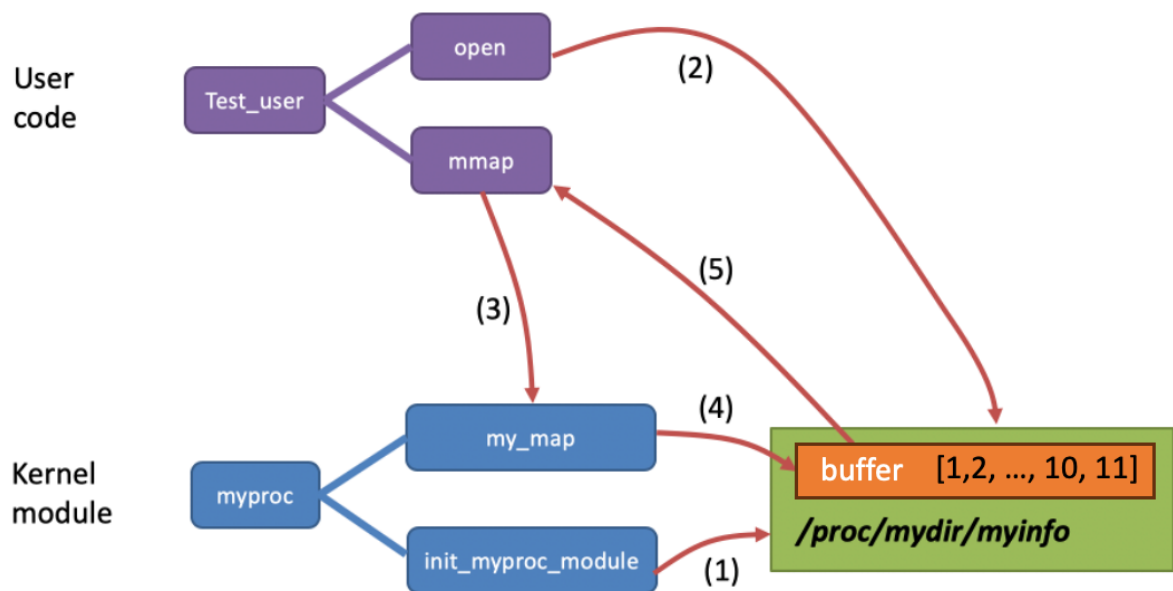 open
(2)
User
code
Test_user
mmap
(5)
(3)
my_map
(4)
buffer [1,2, ..., 10, 11]
Kernel
module
myproc
/proc/mydir/myinfo
init_myproc_module
(1)